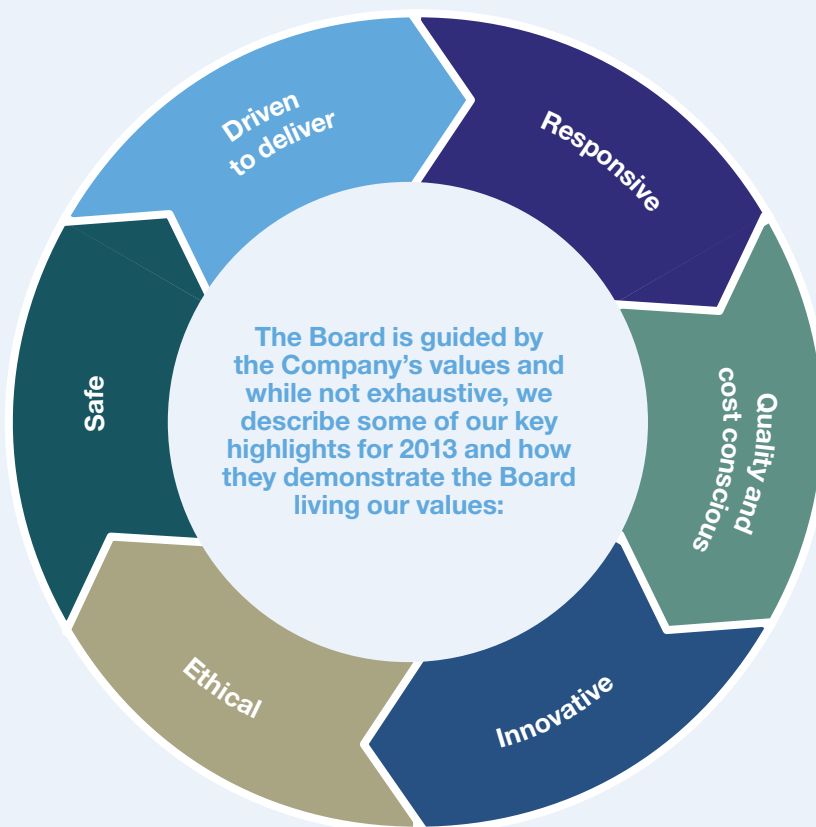 Driven
to deliver
Responsive
Quality and
cost conscious
Innovative
Ethical
Safe
The Board is guided by
the Company’s values and
while not exhaustive, we
describe some of our key
highlights for 2013 and how
they demonstrate the Board
living our values: